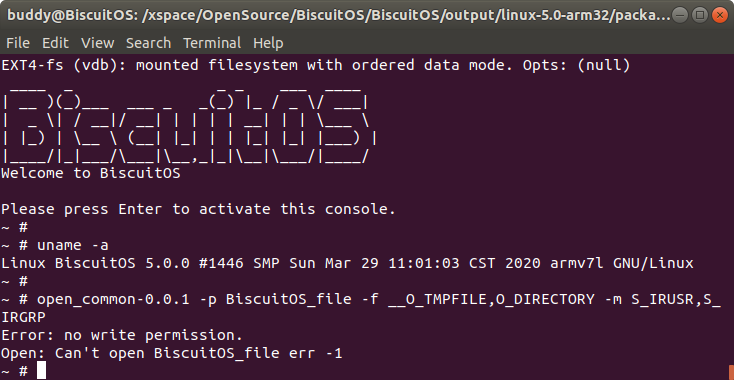 buddy@BiscuitOS: /xspace/OpenSource/BiscuitOS/BiscuitOS/output/linux-5.0-arm32/packa...
File Edit View Search Terminal Help
EXT4-fs (vdb): mounted filesystem with ordered data mode. Opts: (null)
BiscuitOS
Welcome to BiscuitOS
Please press Enter to activate this console.
~ #
~ # uname -a
Linux BiscuitOS 5.0.0 #1446 SMP Sun Mar 29 11:01:03 CST 2020 armv7l GNU/Linux
~ #
~ # open_common-0.0.1 -p BiscuitOS_file -f __O_TMPFILE,O_DIRECTORY -m S_IRUSR,S_
IRGRP
Error: no write permission.
Open: Can't open BiscuitOS_file err -1
~ #